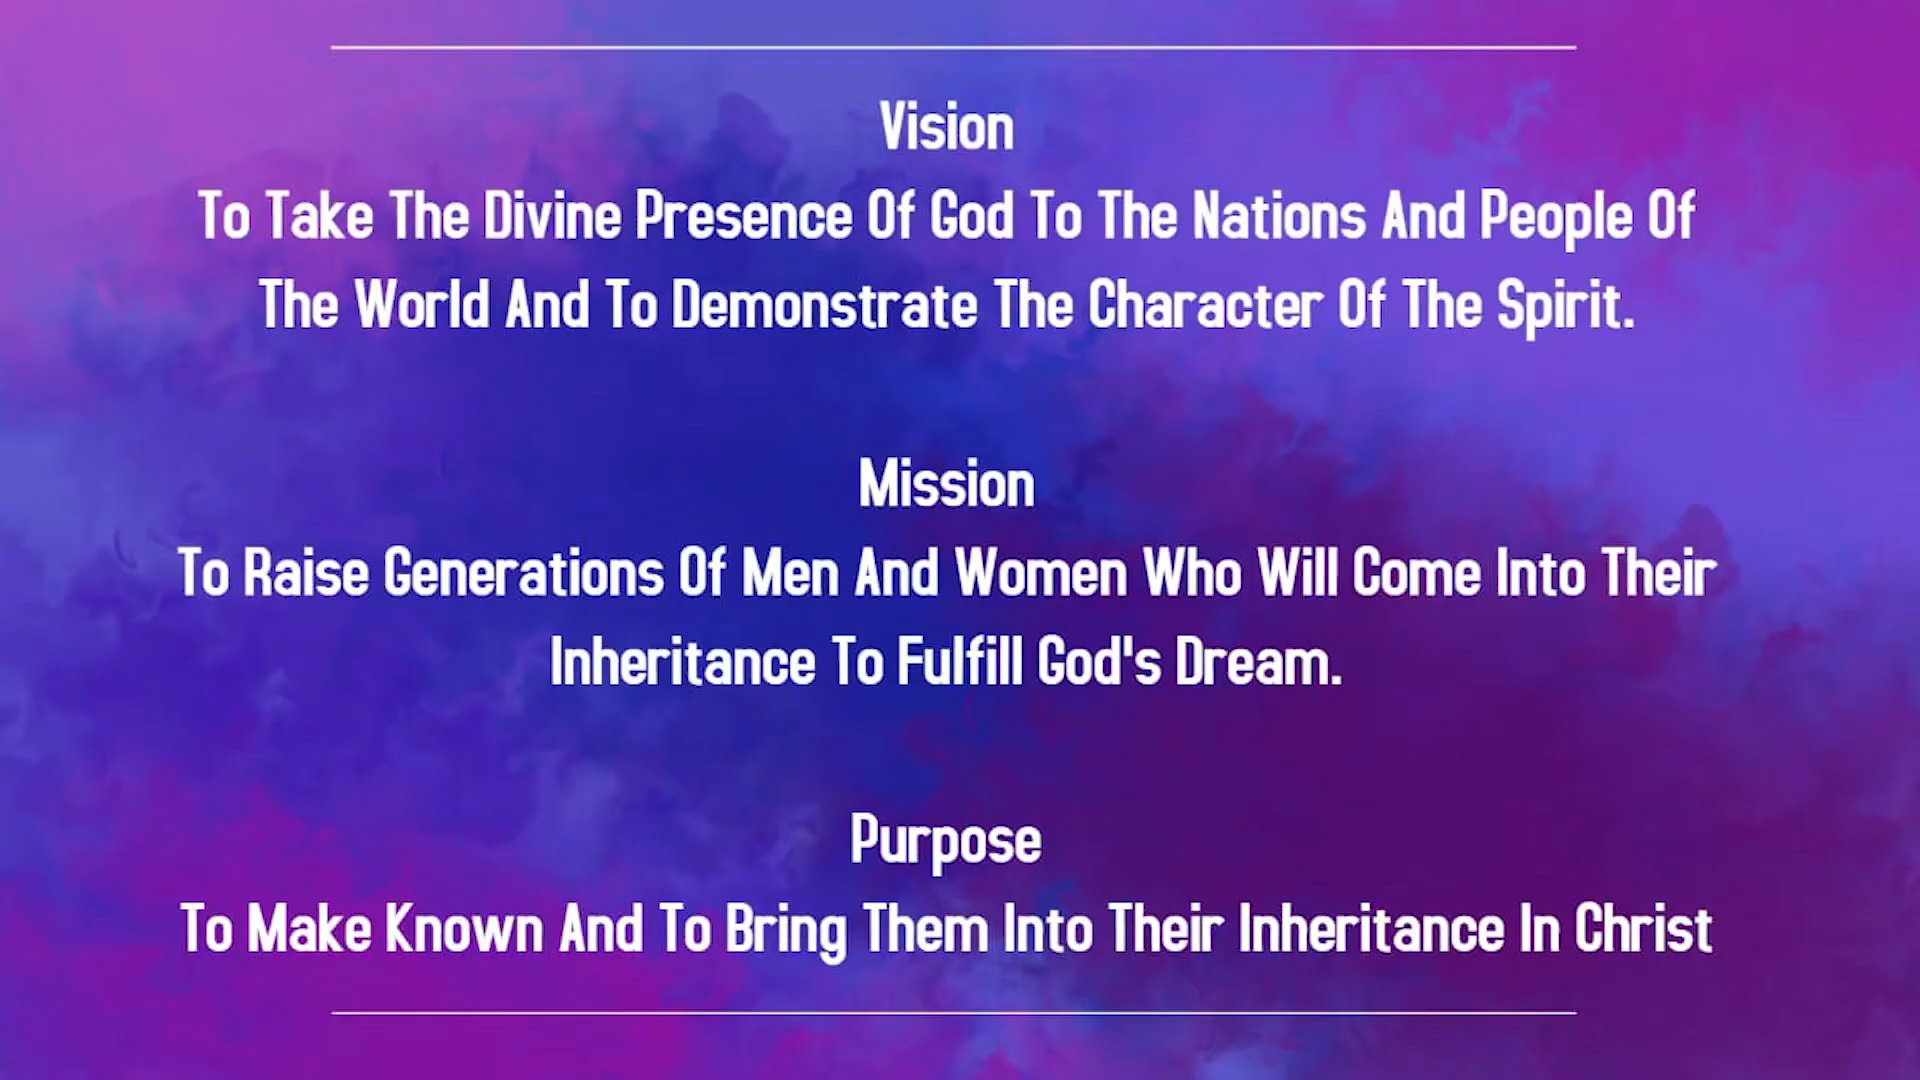 Vision
To Take The Divine Presence Of God To The Nations And People Of
The World And To Demonstrate The Character Of The Spirit.
Mission
To Raise Generations Of Men And Women Who Will Come Into Their
Inheritance To Fulfill God's Dream.
Purpose
To Make Known And To Bring Them Into Their Inheritance In Christ